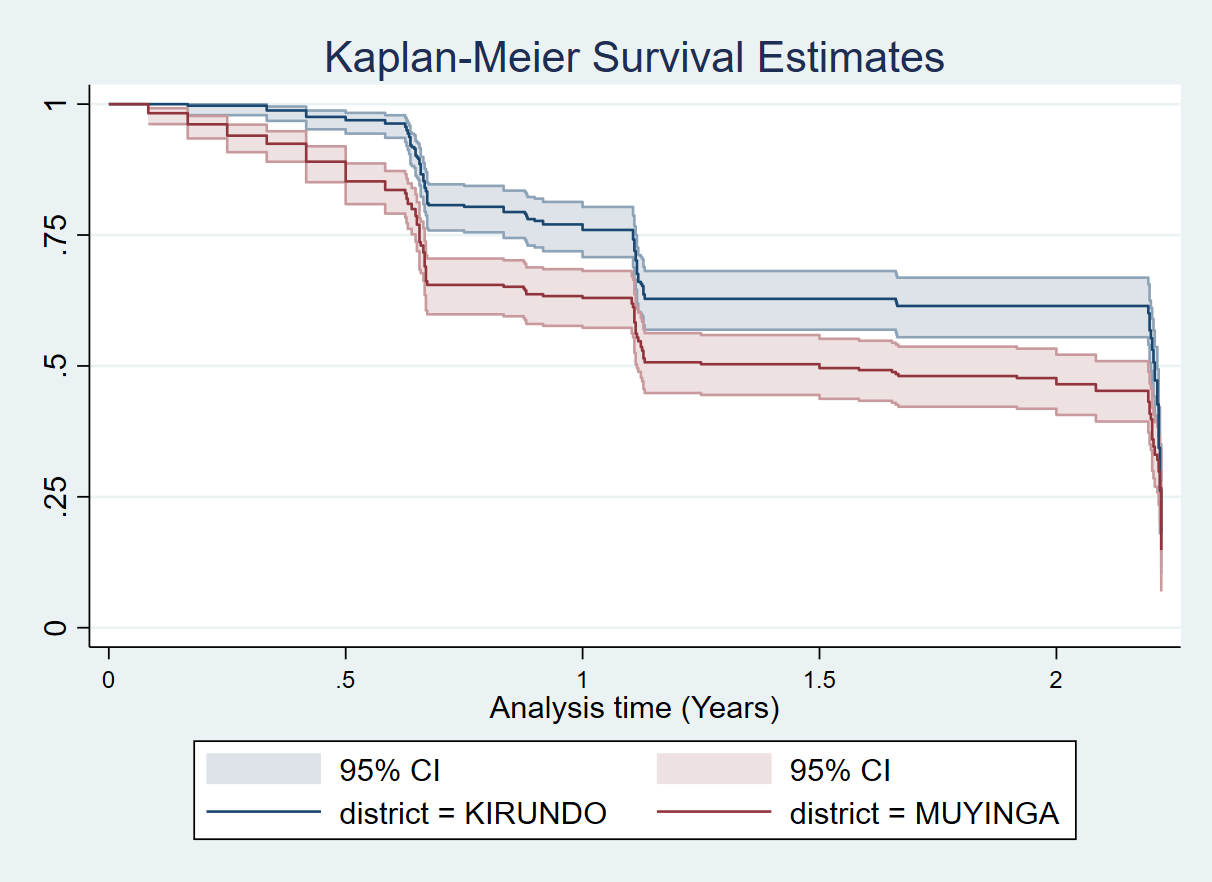 Kaplan-Meier Survival Estimates
1
.75
.5
.25
0
0 .5 1 1.5 2
Analysis time (Years)
95% CI 95% CI
district = KIRUNDO district = MUYINGA